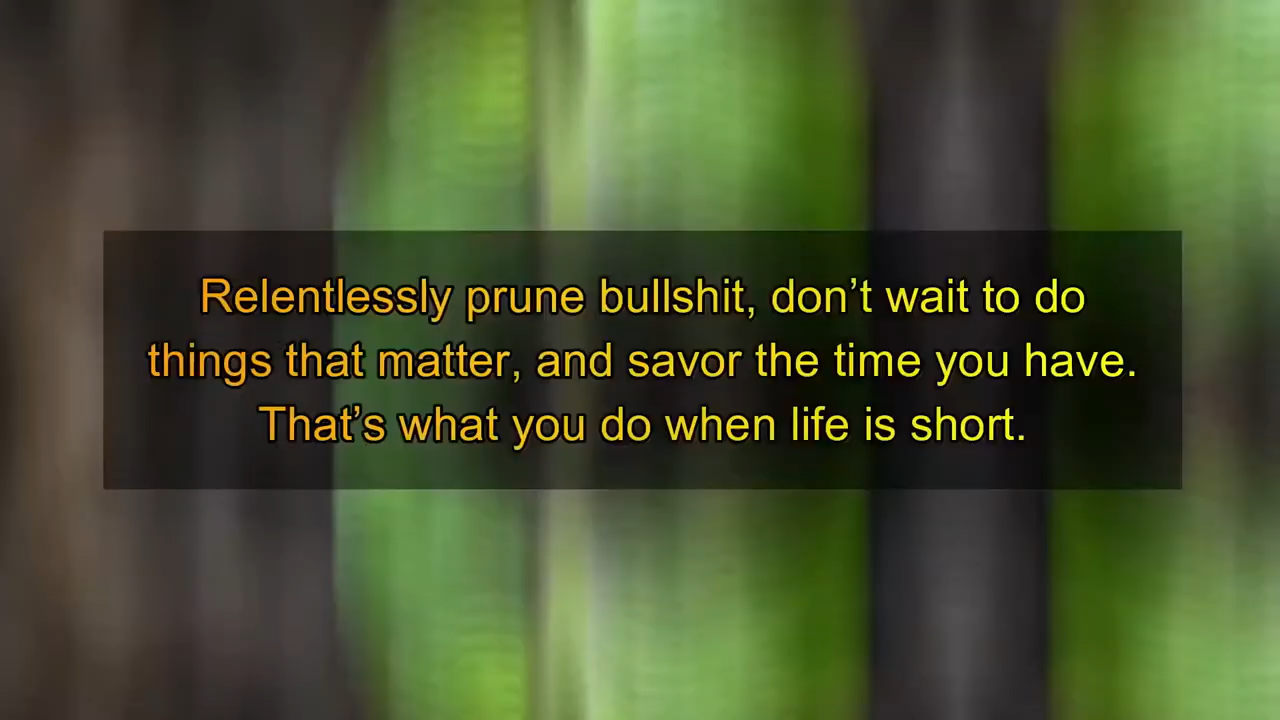 Relentlessly prune bullshit, don’t wait to do
things that matter, and savor the time you have.
That’s what you do when life is short.